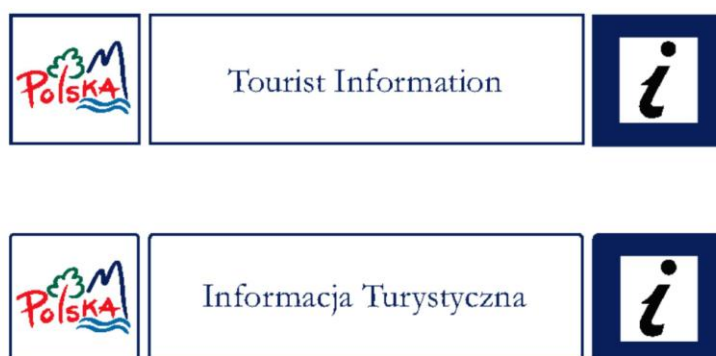 POLSKA
Tourist Information
i
POLSKA
Informacja Turystyczna
i